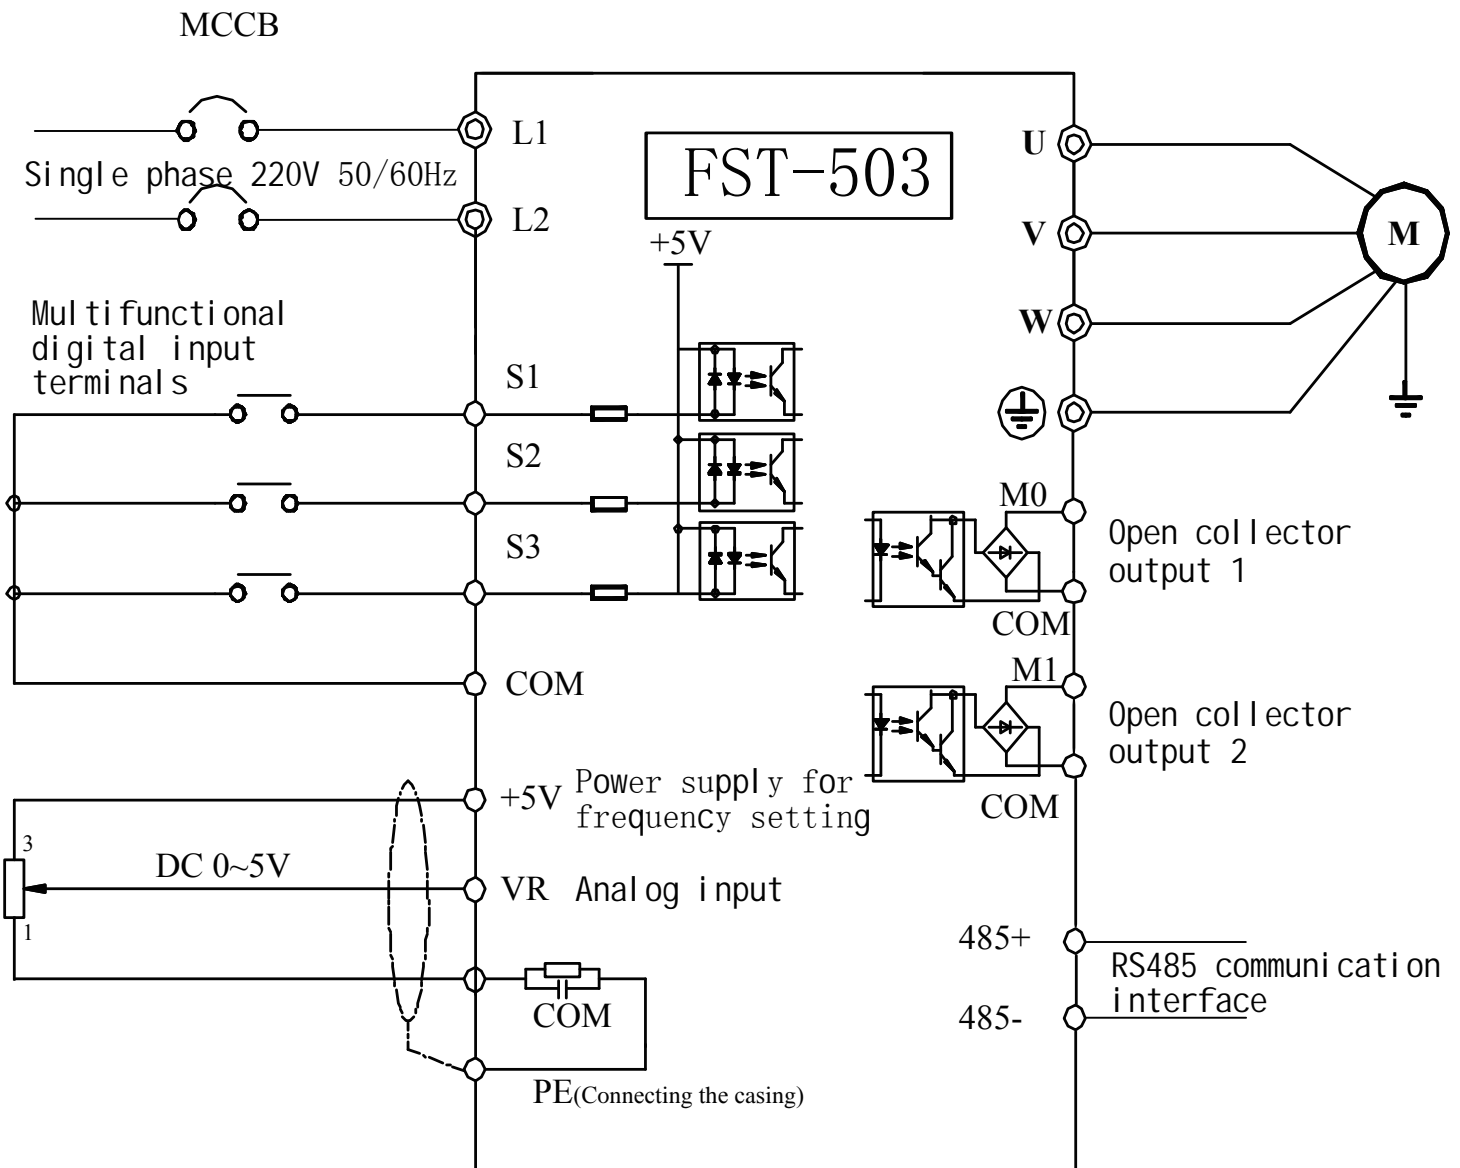 MCCB
L1
Single phase 220V 50/60Hz
L2
FST-503
+5V
U
V
W
M
Multifunctional
digital input
terminals
S1
S2
S3
COM
M0
Open collector
output 1
COM
M1
Open collector
output 2
COM
+5V
Power supply for
frequency setting
3
DC 0~5V
VR
Analog input
1
COM
PE(Connecting the casing)
485+
RS485 communication
interface
485-